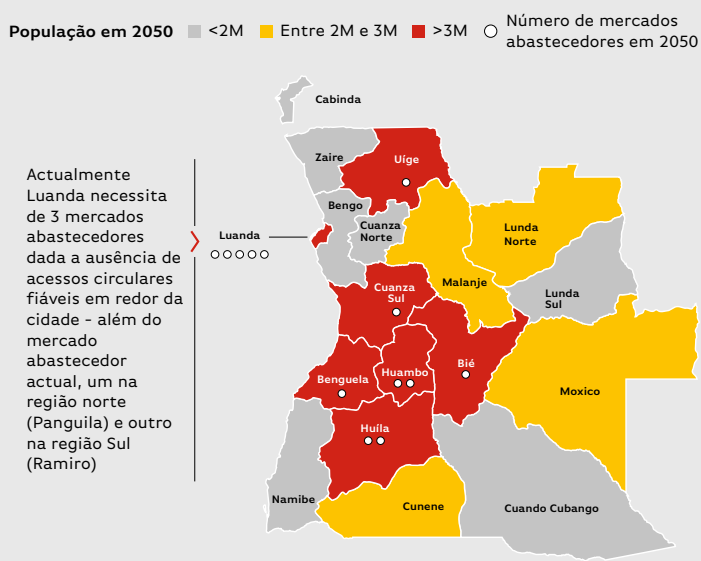 População em 2050
<2M
Entre 2M e 3M
>3M
Número de mercados
abastecedores em 2050
Actualmente
Luanda necessita
de 3 mercados
abastecedores
dada a ausência de
acessos circulares
fiáveis em redor da
cidade - além do
mercado
abastecedor
actual, um na
região norte
(Panguila) e outro
na região Sul
(Ramiro)
Cabinda
Zaire
Uíge
Bengo
Luanda
Cuanza
Norte
Lunda
Norte
Malanje
Cuanza
Sul
Lunda
Sul
Benguela
Huambo
Bié
Moxico
Huíla
Namibe
Cunene
Cuando Cubango